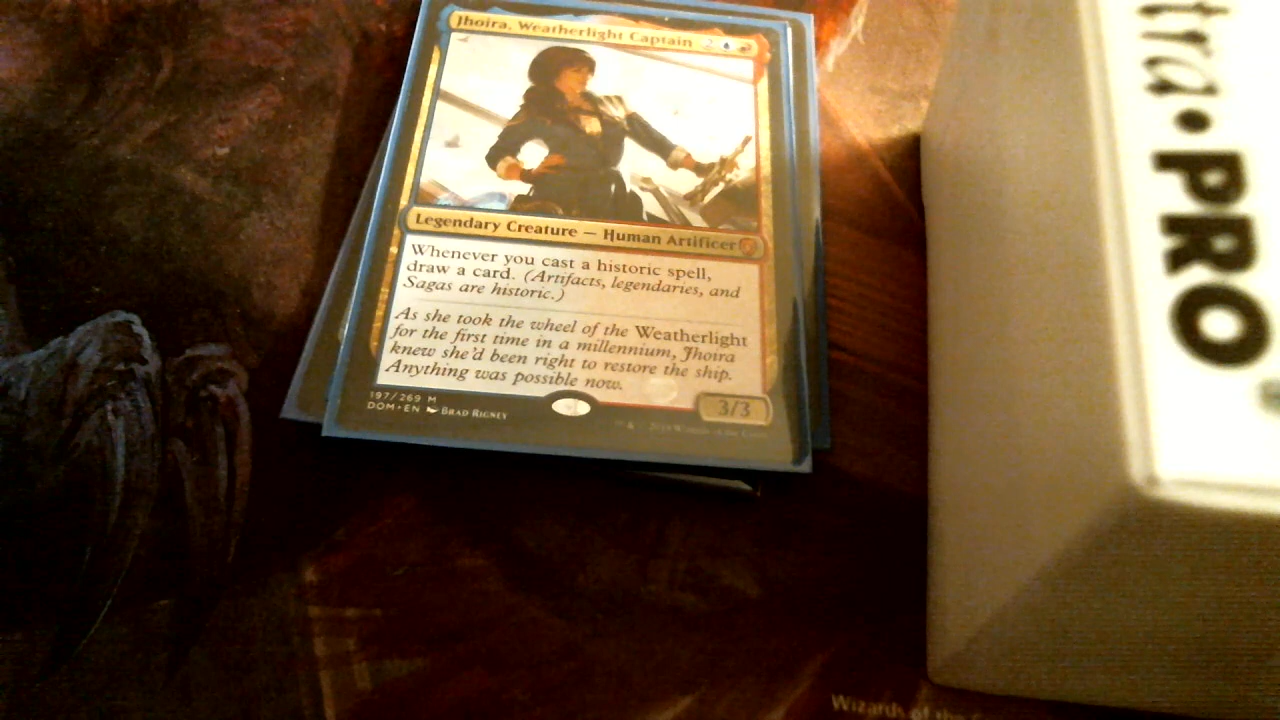 Jhoira, Weatherlight Captain 2
Legendary Creature — Human Artificer
Whenever you cast a historic spell,
draw a card. (Artifacts, legendaries, and
Sagas are historic.)
As she took the wheel of the Weatherlight
for the first time in a millennium, Jhoira
knew she'd been right to restore the ship.
Anything was possible now.
197/269 M
DOM • EN BRAD RIGNEY
3/3
tra • PRO
Wizards of the